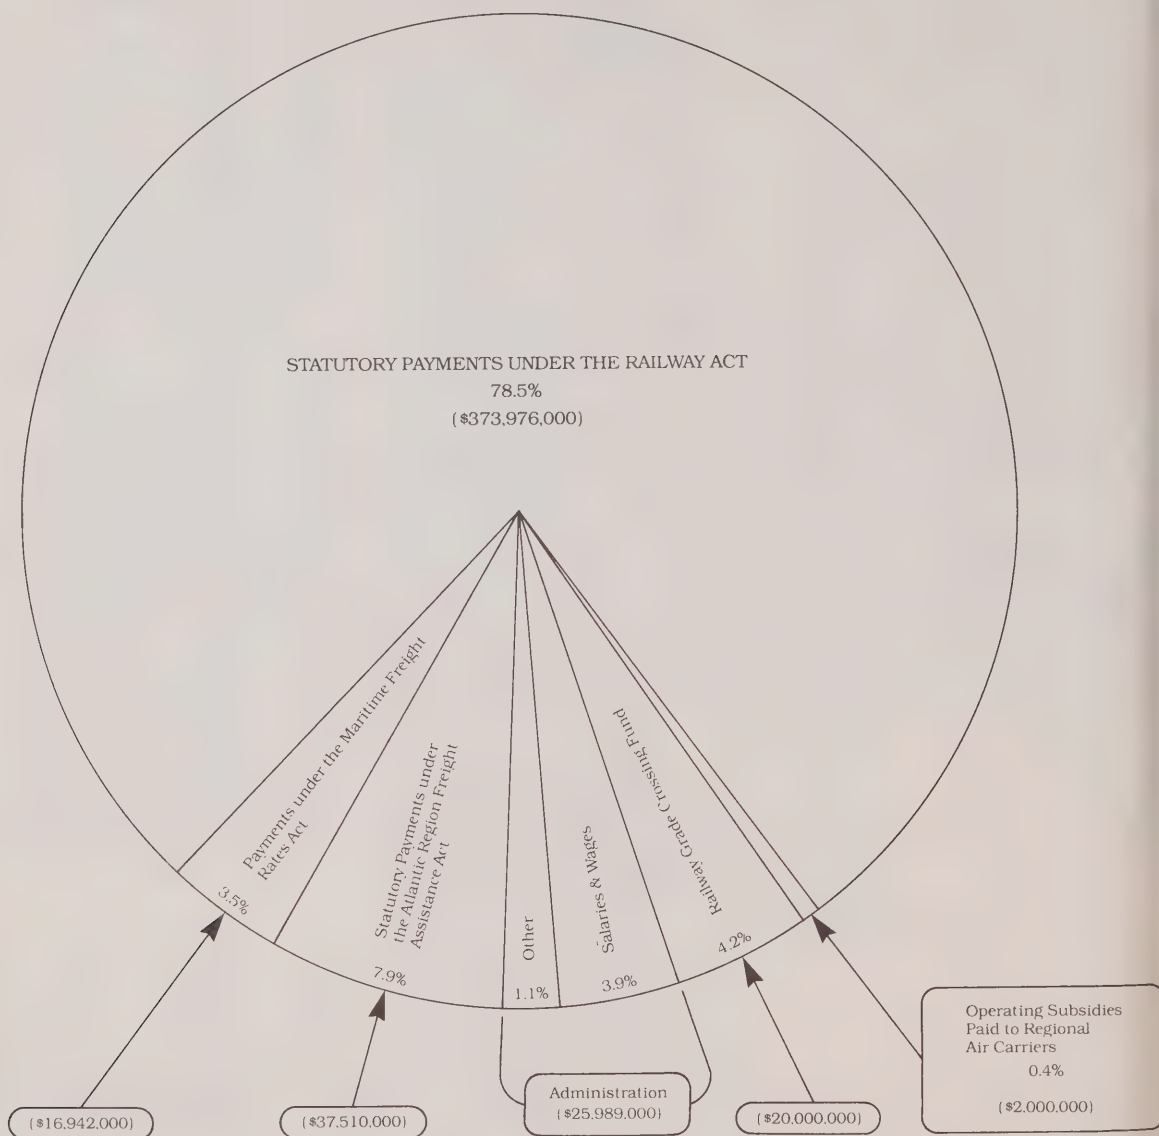 STATUTORY PAYMENTS UNDER THE RAILWAY ACT
78.5%
($373,976,000)
Payments under the Maritime Freight
Rates Act
3.5%
Statutory Payments under
the Atlantic Region Freight
Assistance Act
7.9%
Other
1.1%
Salaries & Wages
3.9%
Railway Grade Crossing Fund
4.2%
Operating Subsidies
Paid to Regional
Air Carriers
0.4%
($2.000.000)
($16.942.000)
($37.510.000)
Administration
($25.989.000)
($20.000.000)